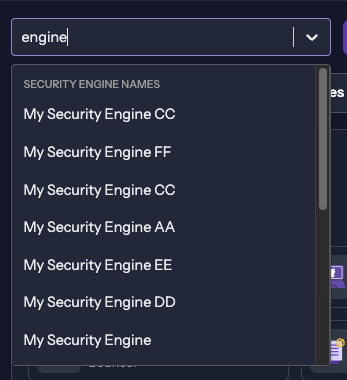 engine
SECURITY ENGINE NAMES
My Security Engine CC
es
My Security Engine FF
My Security Engine CC
My Security Engine AA
My Security Engine EE
My Security Engine DD
My Security Engine